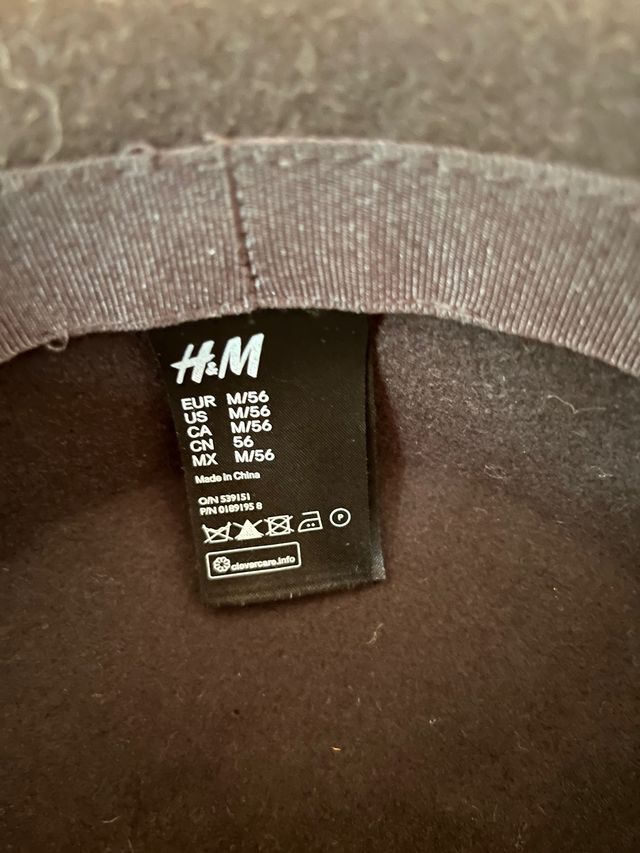 H&M
EUR M/56
US M/56
CA M/56
CN 56
MX M/56
Made in China
O/N 539151
P/N 0189195 8
P
clevercare.info